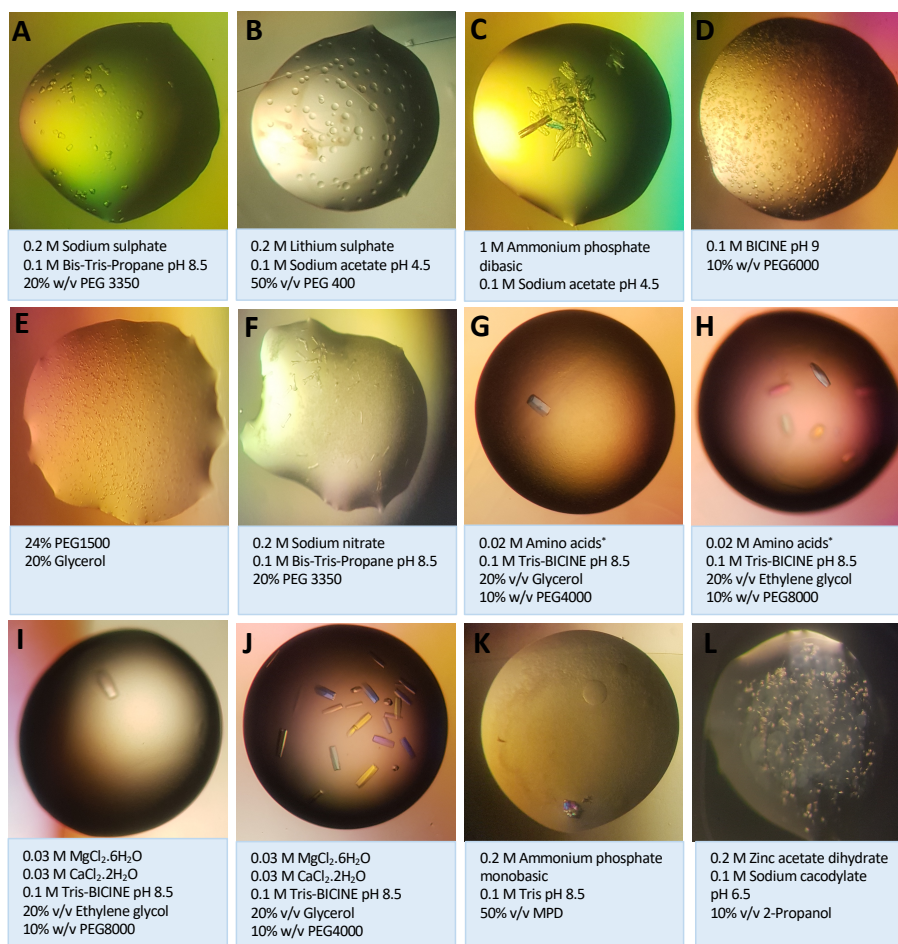 A
B
C
D
0.2 M Sodium sulphate
0.1 M Bis-Tris-Propane pH 8.5
20% w/v PEG 3350
0.2 M Lithium sulphate
0.1 M Sodium acetate pH 4.5
50% v/v PEG 400
1 M Ammonium phosphate
dibasic
0.1 M Sodium acetate pH 4.5
0.1 M BICINE pH 9
10% w/v PEG6000
E
F
G
H
24% PEG1500
20% Glycerol
0.2 M Sodium nitrate
0.1 M Bis-Tris-Propane pH 8.5
20% PEG 3350
0.02 M Amino acids*
0.1 M Tris-BICINE pH 8.5
20% v/v Glycerol
10% w/v PEG4000
0.02 M Amino acids*
0.1 M Tris-BICINE pH 8.5
20% v/v Ethylene glycol
10% w/v PEG8000
I
J
K
L
0.03 M MgCl₂.6H₂O
0.03 M CaCl₂.2H₂O
0.1 M Tris-BICINE pH 8.5
20% v/v Ethylene glycol
10% w/v PEG8000
0.03 M MgCl₂.6H₂O
0.03 M CaCl₂.2H₂O
0.1 M Tris-BICINE pH 8.5
20% v/v Glycerol
10% w/v PEG4000
0.2 M Ammonium phosphate
monobasic
0.1 M Tris pH 8.5
50% v/v MPD
0.2 M Zinc acetate dihydrate
0.1 M Sodium cacodylate
pH 6.5
10% v/v 2-Propanol